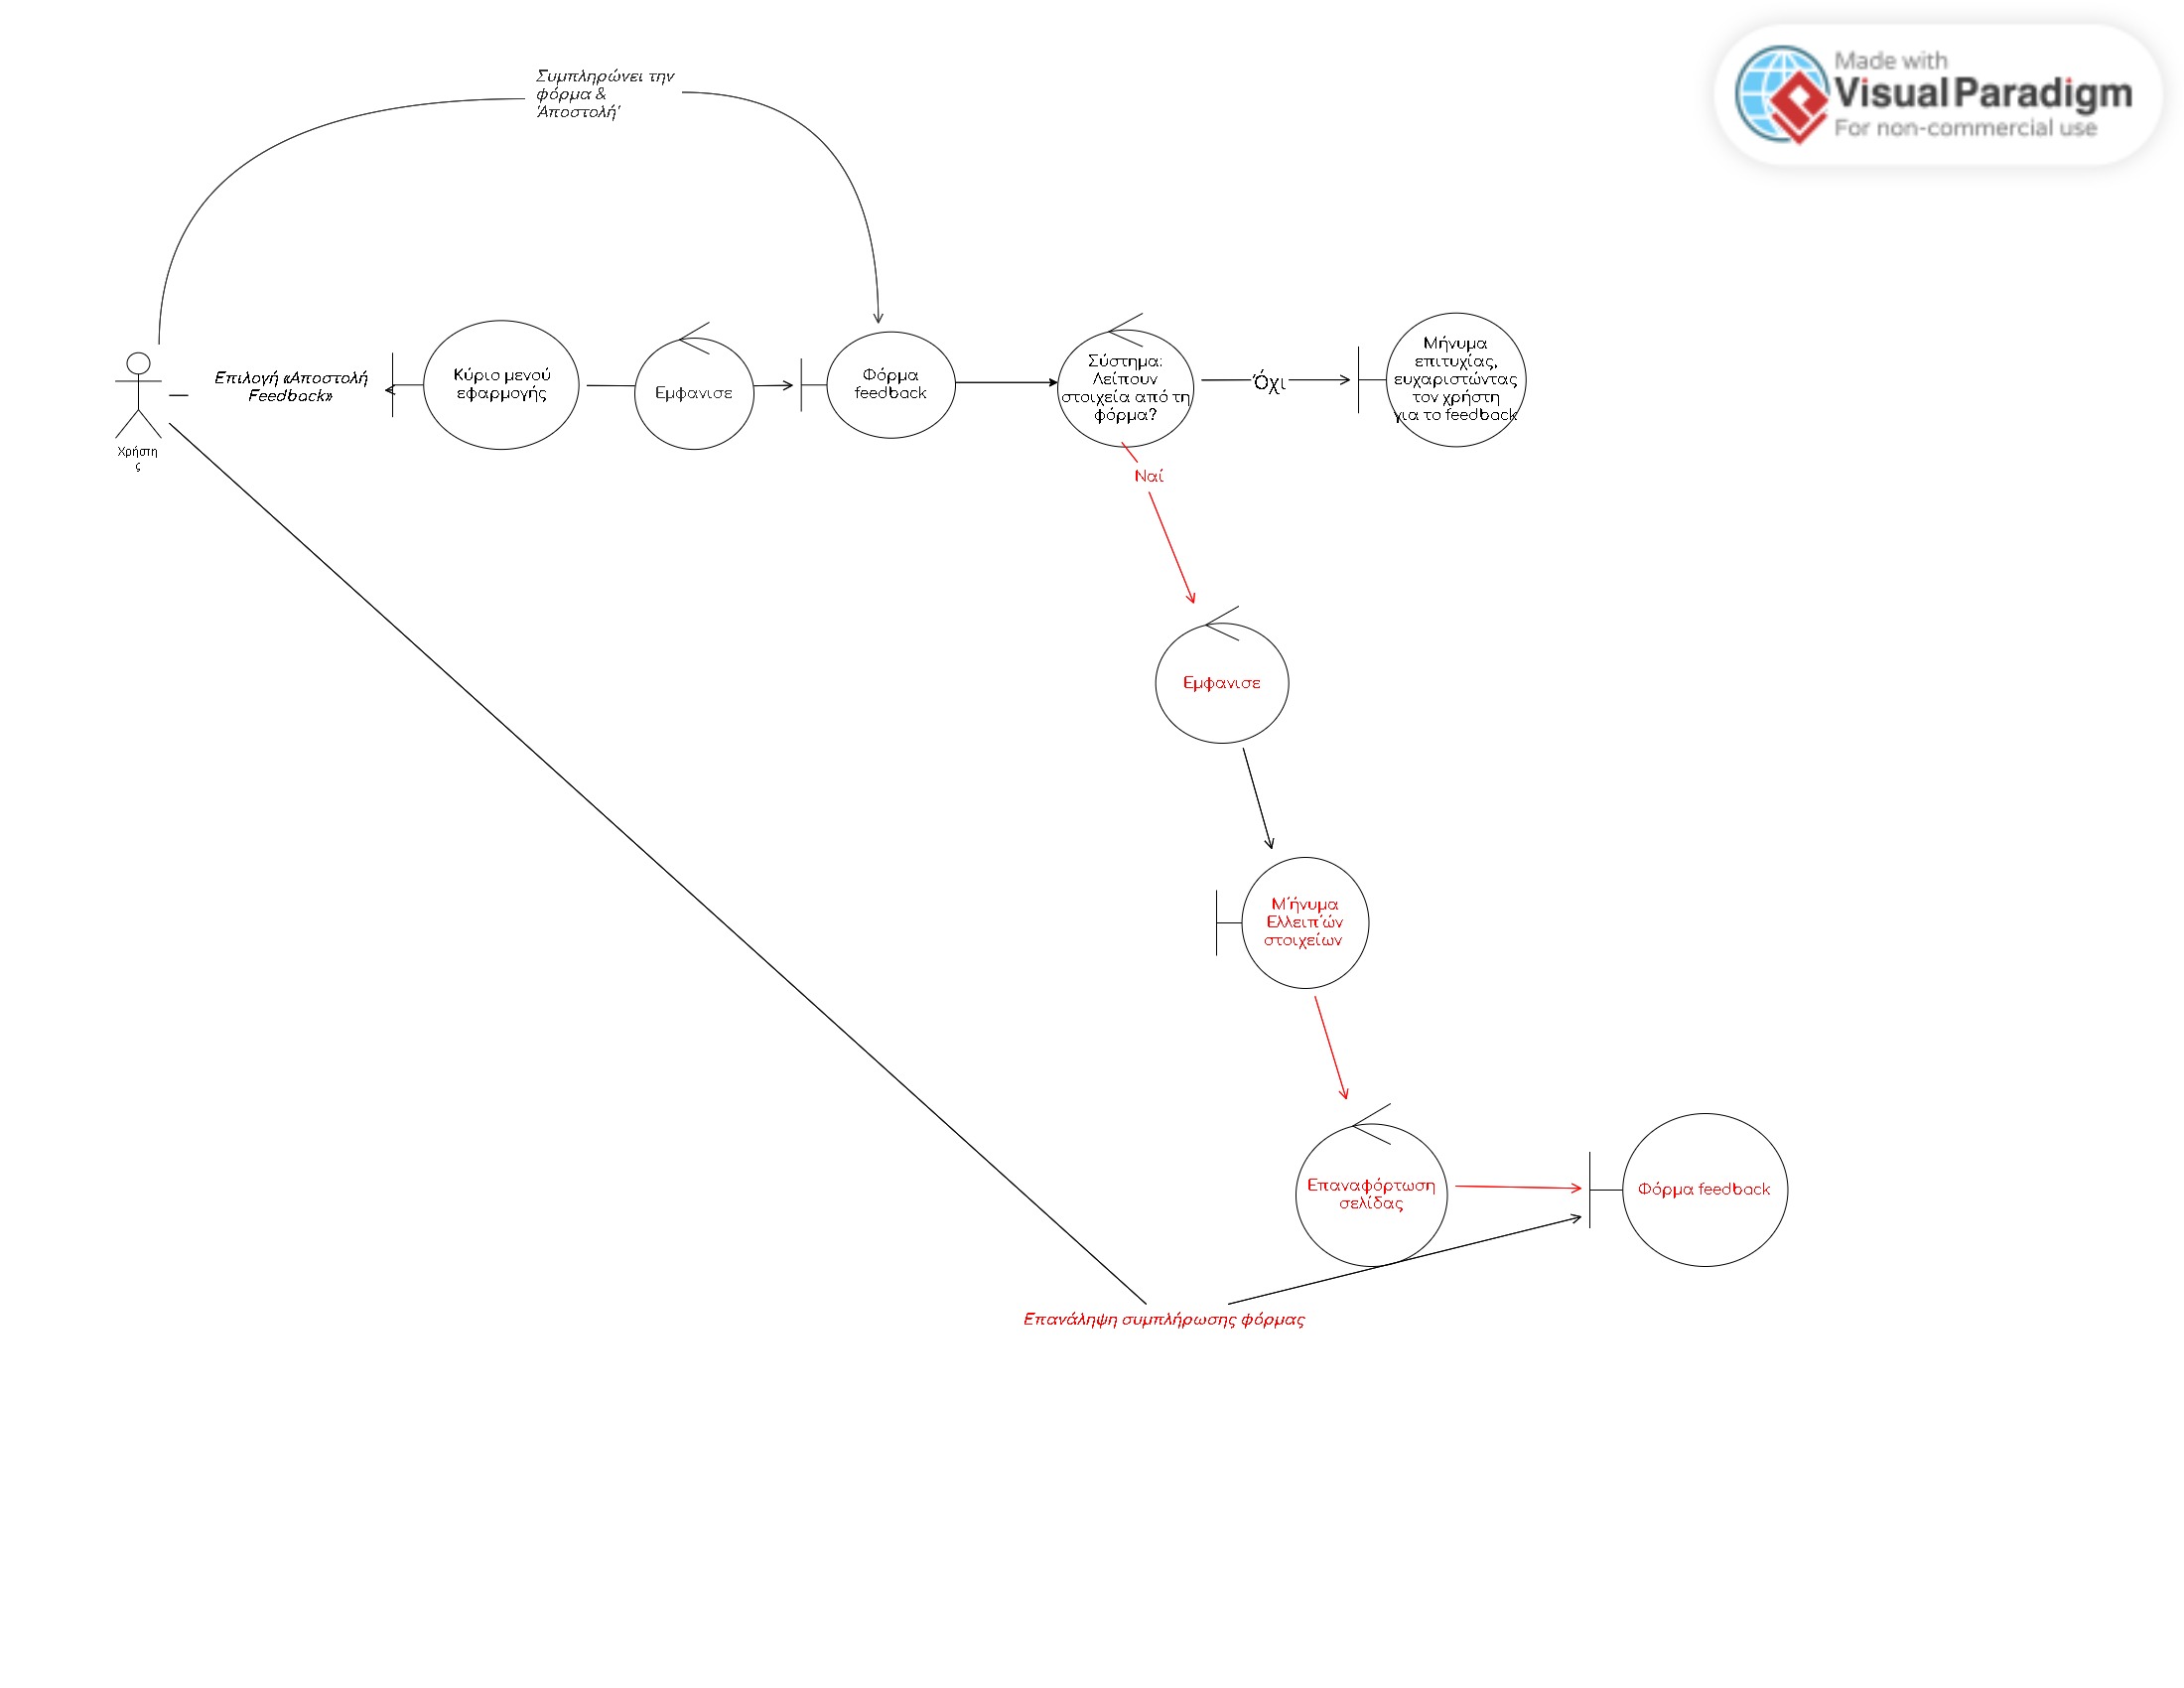 Made with
Visual Paradigm
For non-commercial use
Συμπληρώνει την
φόρμα &
'Αποστολή'
Χρήστη
ς
Επιλογή «Αποστολή
Feedback»
Κύριο μενού
εφαρμογής
Εμφανισε
Φόρμα
feedback
Σύστημα:
Λείπουν
στοιχεία από τη
φόρμα?
Όχι
Μήνυμα
επιτυχίας,
ευχαριστώντας
τον χρήστη
για το feedback
Ναί
Εμφανισε
Μ΄ήνυμα
Ελλειπ΄ών
στοιχείων
Επαναφόρτωση
σελίδας
Φόρμα feedback
Επανάληψη συμπλήρωσης φόρμας